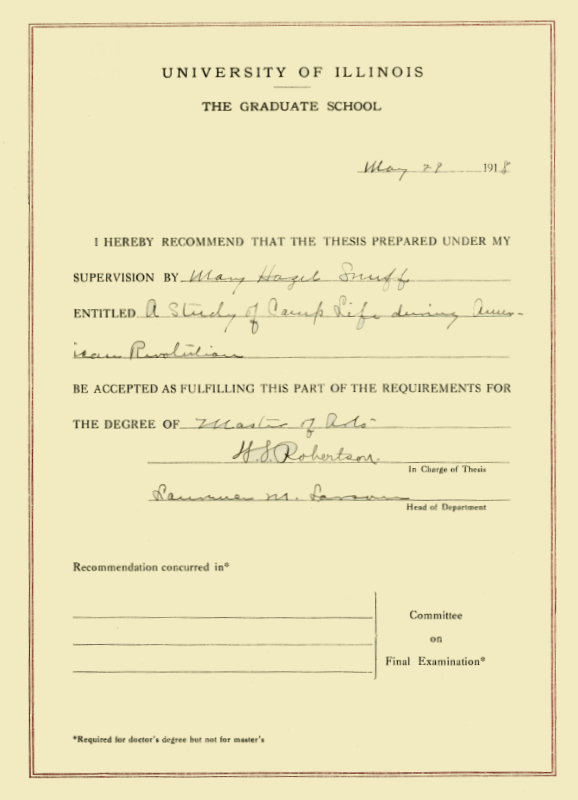 UNIVERSITY OF ILLINOIS
THE GRADUATE SCHOOL
May 29 1918
I HEREBY RECOMMEND THAT THE THESIS PREPARED UNDER MY
SUPERVISION BY Mary Hazel Snuff
ENTITLED A Study of Camp Life during Amer-
ican Revolution
BE ACCEPTED AS FULFILLING THIS PART OF THE REQUIREMENTS FOR
THE DEGREE OF Master of Arts
Robertson.
In Charge of Thesis
Laurence M. Larson
Head of Department
Recommendation concurred in*
Committee
on
Final Examination*
*Required for doctor's degree but not for master's